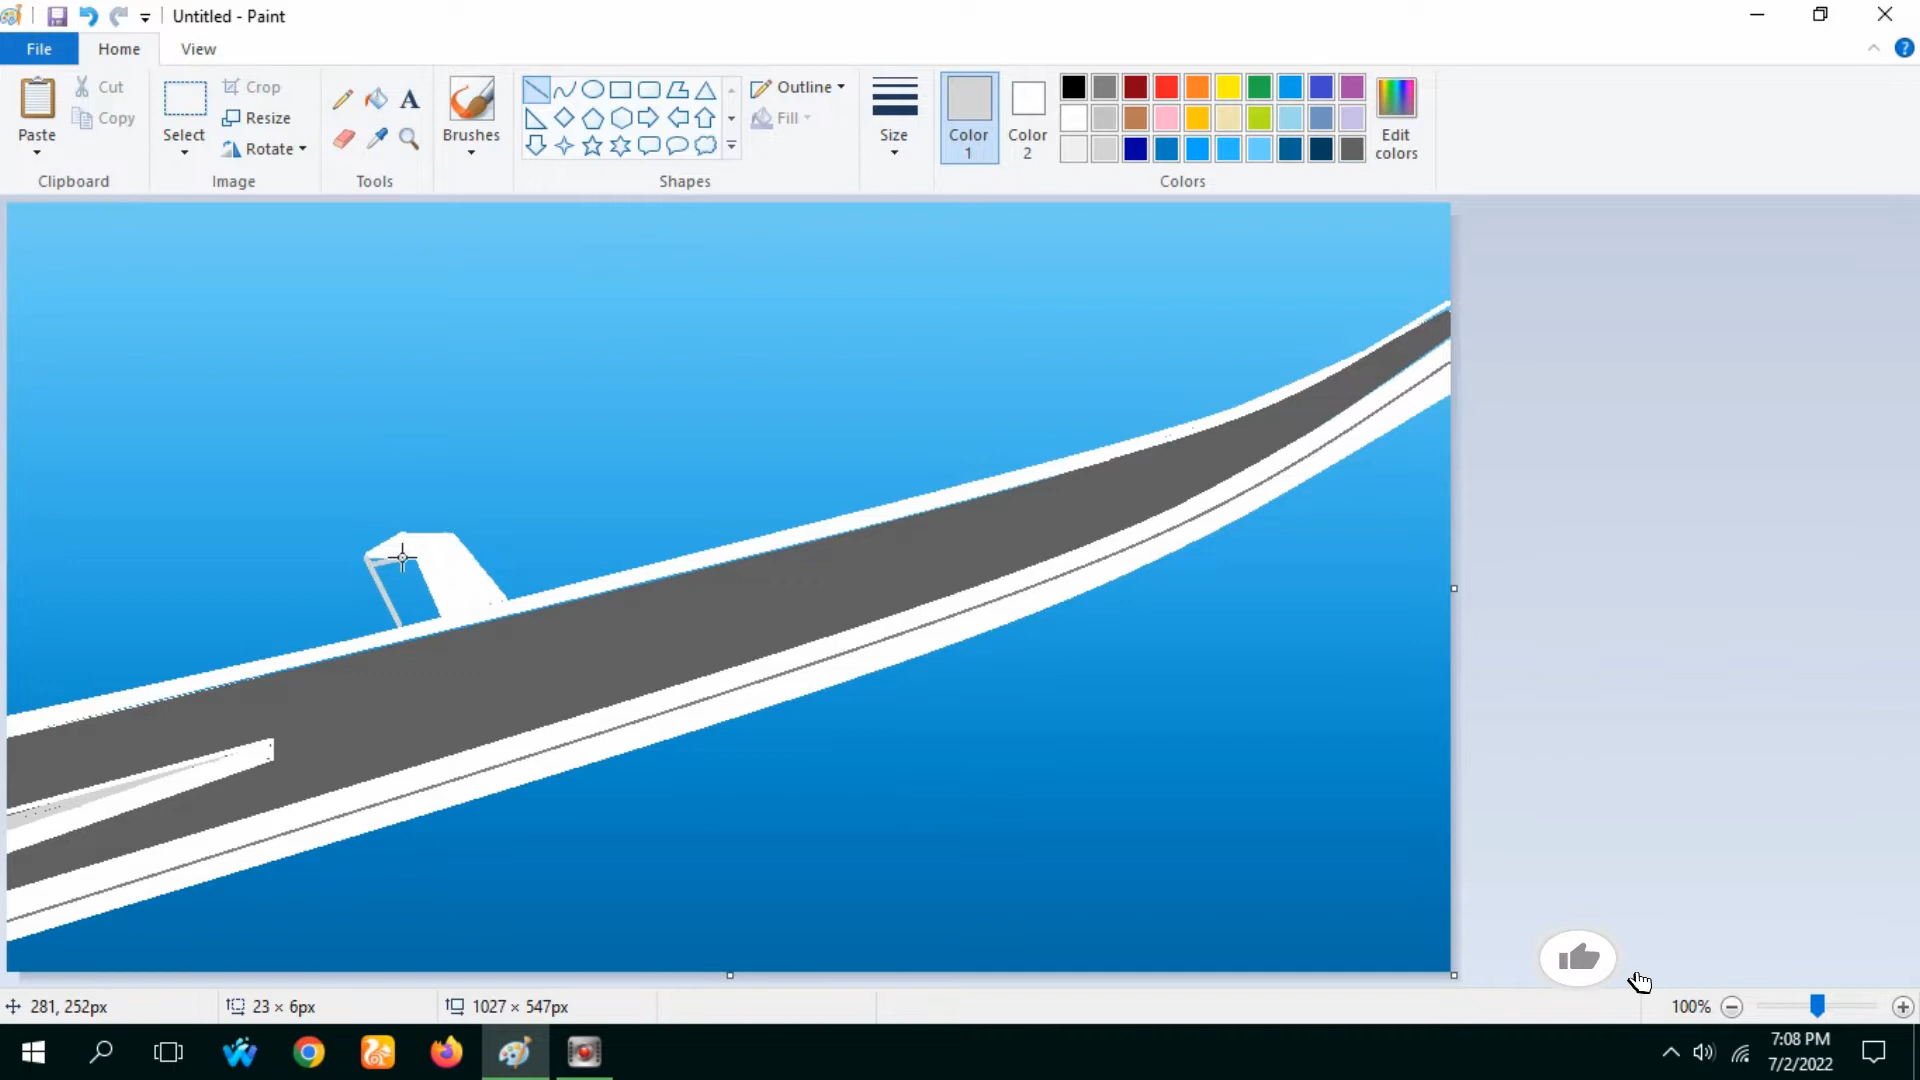 Untitled - Paint
File Home View
Paste
Cut
Copy
Clipboard
Select
Crop
Resize
Rotate
Image
A
Tools
Brushes
Shapes
Outline
Fill
Size
Color
1
Color
2
Edit
colors
Colors
281, 252px
23 × 6px
1027 × 547px
100%
7:08 PM
7/2/2022